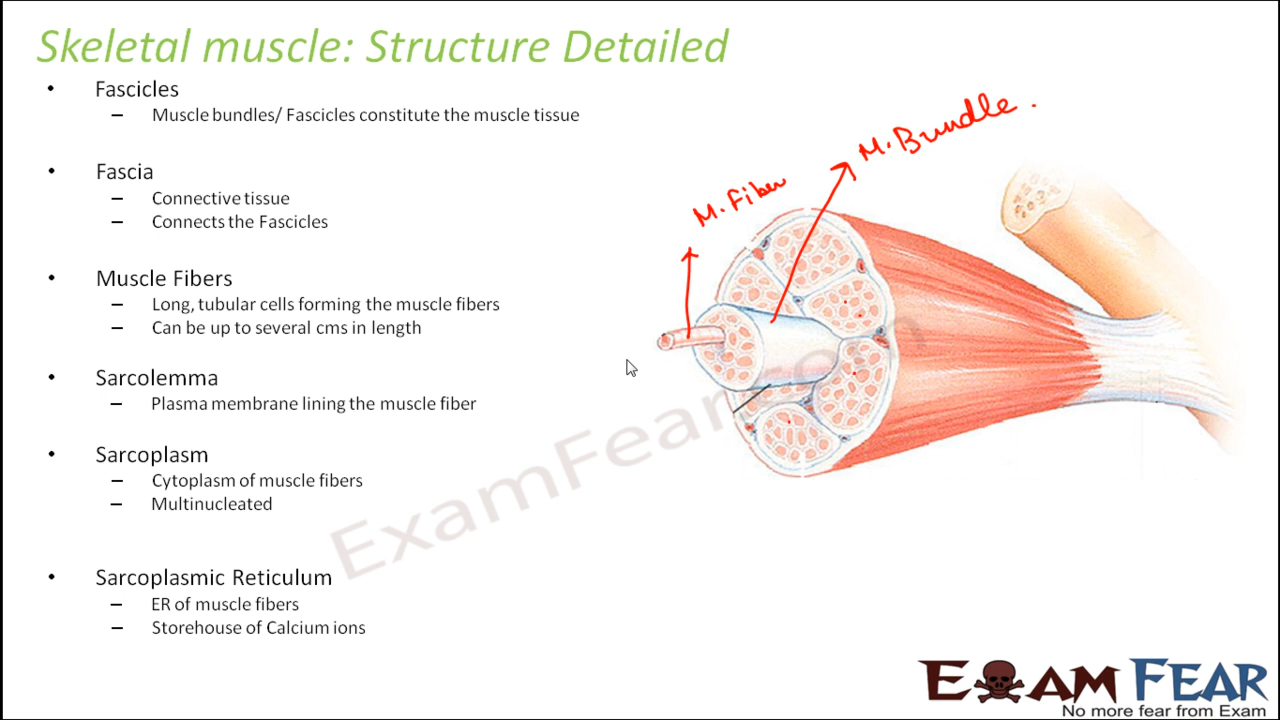 Skeletal muscle: Structure Detailed
• Fascicles
– Muscle bundles/ Fascicles constitute the muscle tissue
• Fascia
– Connective tissue
– Connects the Fascicles
• Muscle Fibers
– Long, tubular cells forming the muscle fibers
– Can be up to several cms in length
• Sarcolemma
– Plasma membrane lining the muscle fiber
• Sarcoplasm
– Cytoplasm of muscle fibers
– Multinucleated
• Sarcoplasmic Reticulum
– ER of muscle fibers
– Storehouse of Calcium ions
M. Bundle.
M. Fiber
ExamFear.com
EXAM FEAR
No more fear from Exam